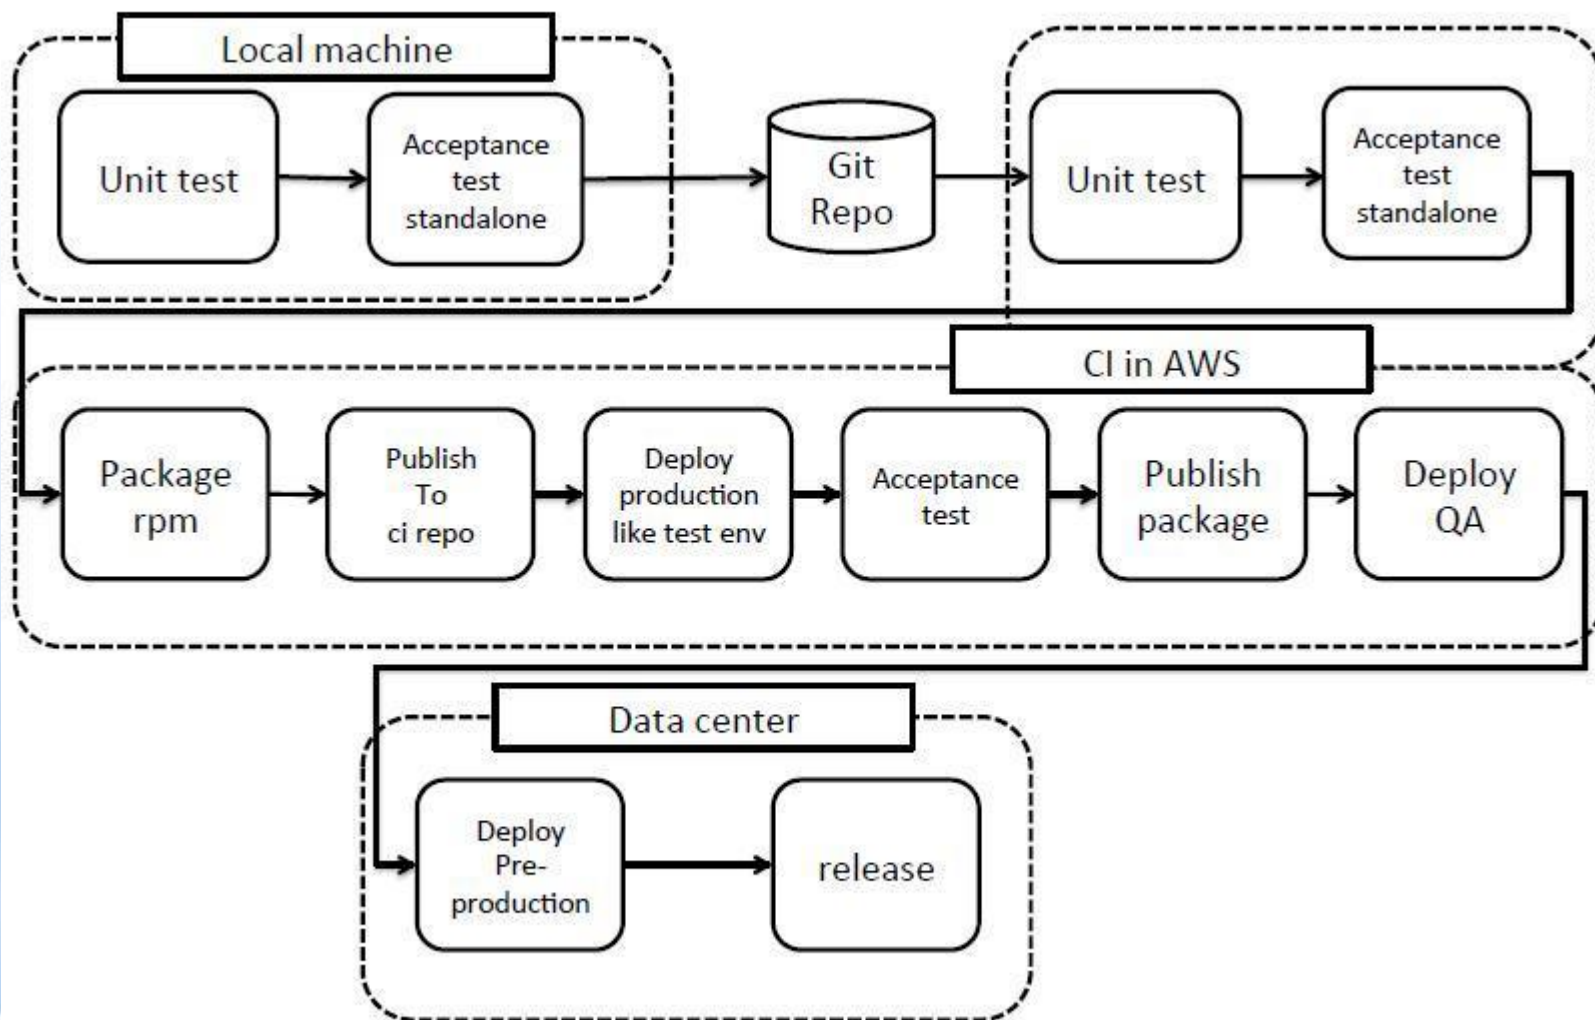 Local machine
Unit test
Acceptance
test
standalone
Git
Repo
Unit test
Acceptance
test
standalone
CI in AWS
Package
rpm
Publish
To
ci repo
Deploy
production
like test env
Acceptance
test
Publish
package
Deploy
QA
Data center
Deploy
Pre-
production
release